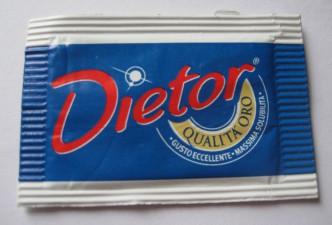 Dietor®
QUALITÀ ORO
• GUSTO ECCELLENTE • MASSIMA SOLUBILITÀ •